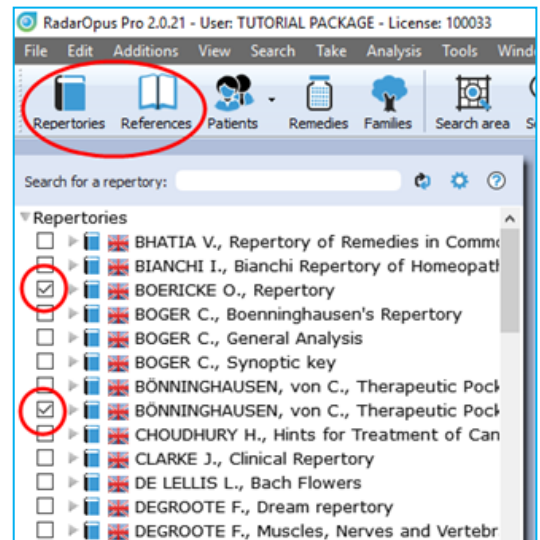 RadarOpus Pro 2.0.21 - User: TUTORIAL PACKAGE - License: 100033
File Edit Additions View Search Take Analysis Tools Wind
Repertories References Patients Remedies Families Search area S
Search for a repertory:
Repertories
BHATIA V., Repertory of Remedies in Commo
BIANCHI I., Bianchi Repertory of Homeopath
BOERICKE O., Repertory
BOGER C., Boenninghausen's Repertory
BOGER C., General Analysis
BOGER C., Synoptic key
BÖNNINGHAUSEN, von C., Therapeutic Pock
BÖNNINGHAUSEN, von C., Therapeutic Pock
CHOUDHURY H., Hints for Treatment of Can
CLARKE J., Clinical Repertory
DE LELLIS L., Bach Flowers
DEGROOTE F., Dream repertory
DEGROOTE F., Muscles, Nerves and Vertebr